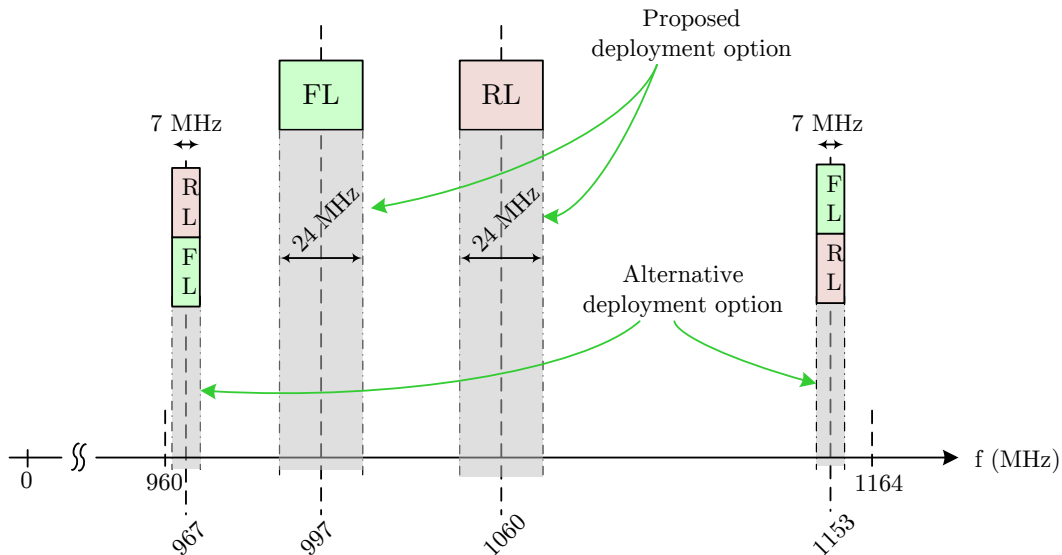 Proposed
deployment option
FL
RL
7 MHz
7 MHz
R
L
F
L
F
L
R
L
24 MHz
24 MHz
Alternative
deployment option
f (MHz)
0
960
1164
967
997
1060
1153